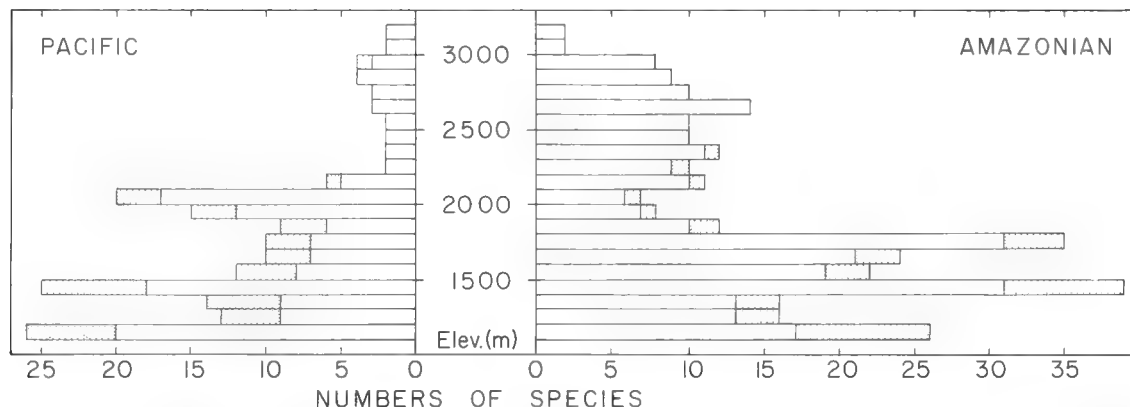 PACIFIC
AMAZONIAN
3000
2500
2000
1500
Elev.(m)
25 20 15 10 5 0 0 5 10 15 20 25 30 35
NUMBERS OF SPECIES